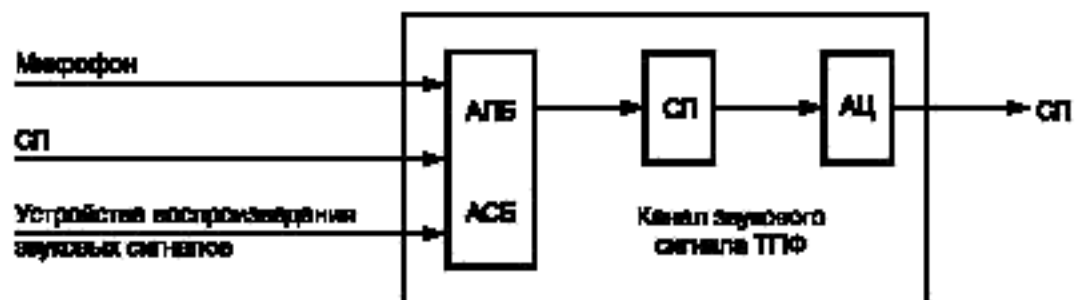 Микрофон
СП
Устройства воспроизведения
звуковых сигналов
АПБ
АСБ
СП
АЦ
Канал звукового
сигнала ТПФ
СП